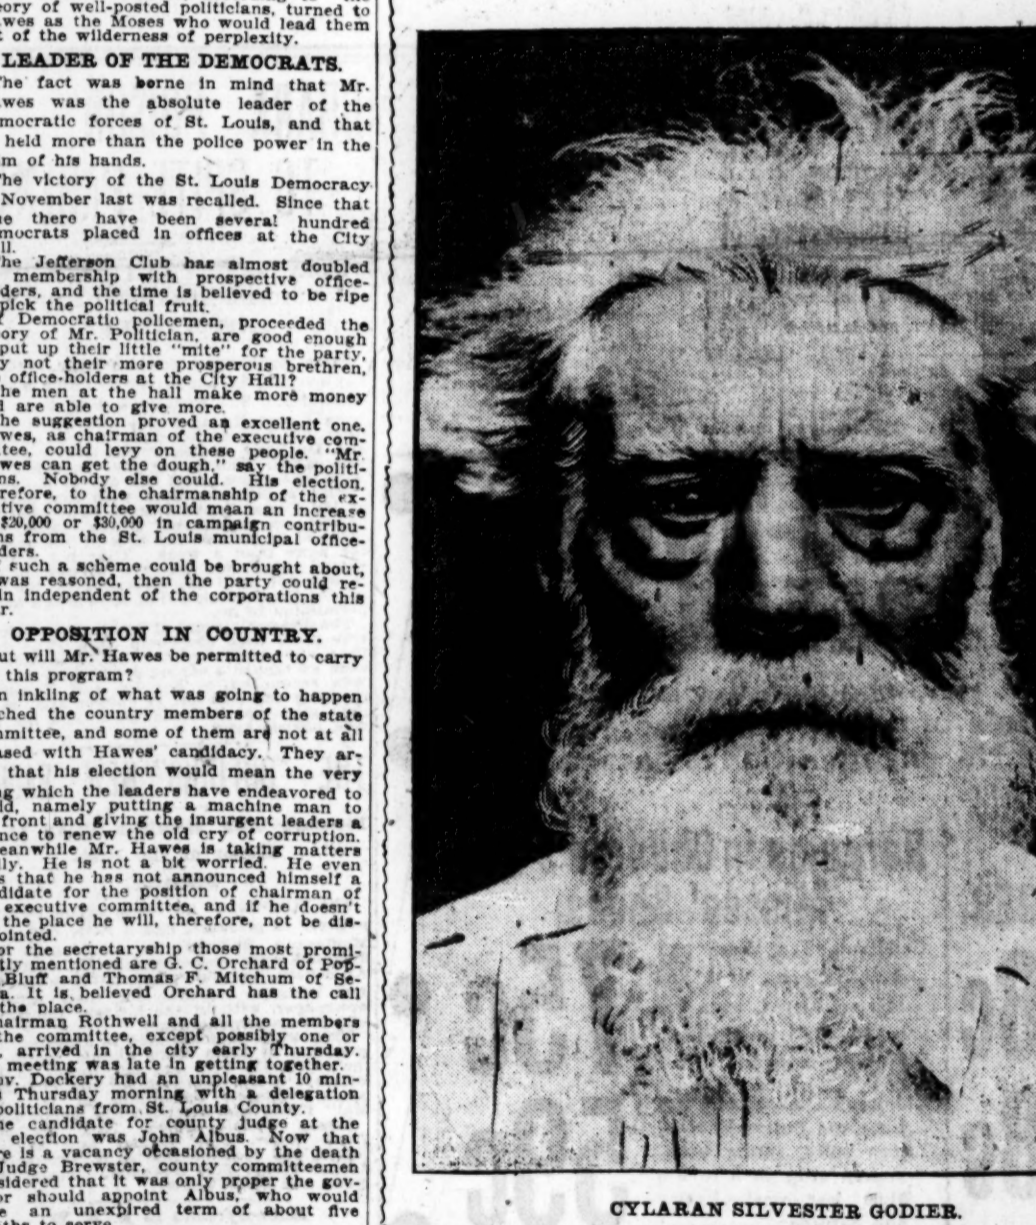 ory of well-posted politicians, turned to
wes as the Moses who would lead them
t of the wilderness of perplexity.
LEADER OF THE DEMOCRATS.
he fact was borne in mind that Mr.
wes was the absolute leader of the
mocratic forces of St. Louis, and that
held more than the police power in the
m of his hands.
he victory of the St. Louis Democracy
November last was recalled. Since that
e there have been several hundred
mocrats placed in offices at the City
ll.
he Jefferson Club has almost doubled
membership with prospective office-
ders, and the time is believed to be ripe
pick the political fruit.
Democratic policemen, proceeded the
ory of Mr. Politician, are good enough
put up their little "mite" for the party,
y not their more prosperous brethren,
office-holders at the City Hall?
he men at the hall make more money
d are able to give more.
he suggestion proved an excellent one.
wes, as chairman of the executive com-
tee, could levy on these people. "Mr.
wes can get the dough," say the politi-
ns. Nobody else could. His election,
refore, to the chairmanship of the ex-
tive committee would mean an increase
$20,000 or $30,000 in campaign contribu-
ns from the St. Louis municipal office-
ders.
such a scheme could be brought about,
was reasoned, then the party could re-
in independent of the corporations this
r.
OPPOSITION IN COUNTRY.
ut will Mr. Hawes be permitted to carry
this program?
n inkling of what was going to happen
ched the country members of the state
mmittee, and some of them are not at all
ased with Hawes' candidacy. They ar-
that his election would mean the very
ng which the leaders have endeavored to
id, namely putting a machine man to
front and giving the insurgent leaders a
nce to renew the old cry of corruption.
eanwhile Mr. Hawes is taking matters
lly. He is not a bit worried. He even
s that he has not announced himself a
didate for the position of chairman of
executive committee, and if he doesn't
the place he will, therefore, not be dis-
ointed.
or the secretaryship those most promi-
tly mentioned are G. C. Orchard of Pop-
Bluff and Thomas F. Mitchum of Se-
a. It is believed Orchard has the call
the place.
hairman Rothwell and all the members
the committee, except possibly one or
, arrived in the city early Thursday.
meeting was late in getting together.
ov. Dockery had an unpleasant 10 min-
Thursday morning with a delegation
politicians from St. Louis County.
he candidate for county judge at the
election was John Albus. Now that
re is a vacancy occasioned by the death
Judge Brewster, county committeemen
sidered that it was only proper the gov-
or should appoint Albus, who would
e an unexpired term of about five
ths to serve.
CYLARAN SILVESTER GODIER.